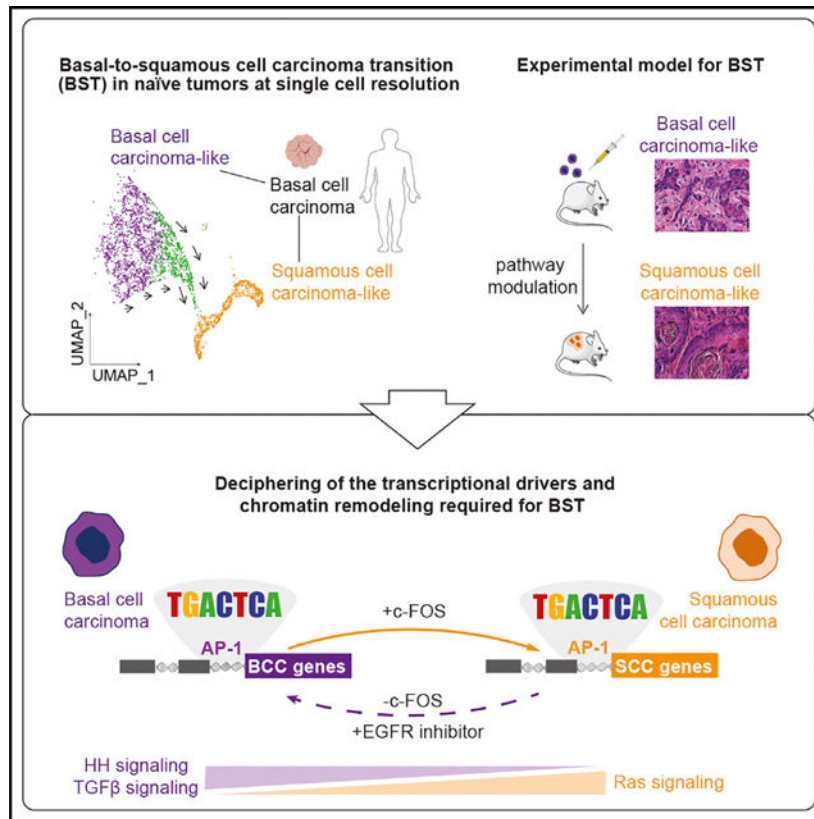 Basal-to-squamous cell carcinoma transition
(BST) in naïve tumors at single cell resolution
Basal cell
carcinoma-like
Basal cell
carcinoma
Squamous cell
carcinoma-like
UMAP_2
UMAP_1
Experimental model for BST
Basal cell
carcinoma-like
pathway
modulation
Squamous cell
carcinoma-like
Deciphering of the transcriptional drivers and
chromatin remodeling required for BST
Basal cell
carcinoma
TGACTCA
AP-1
BCC genes
+c-FOS
-c-FOS
+EGFR inhibitor
TGACTCA
AP-1
SCC genes
Squamous
cell carcinoma
HH signaling
TGFβ signaling
Ras signaling